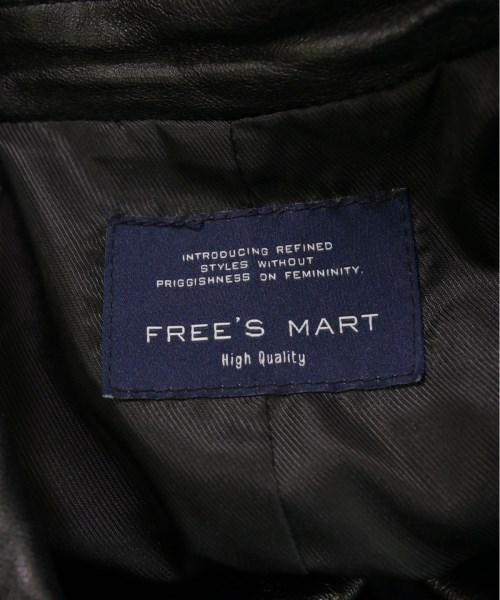 INTRODUCING REFINED
STYLES WITHOUT
PRIGGISHNESS ON FEMININITY.
FREE'S MART
High Quality